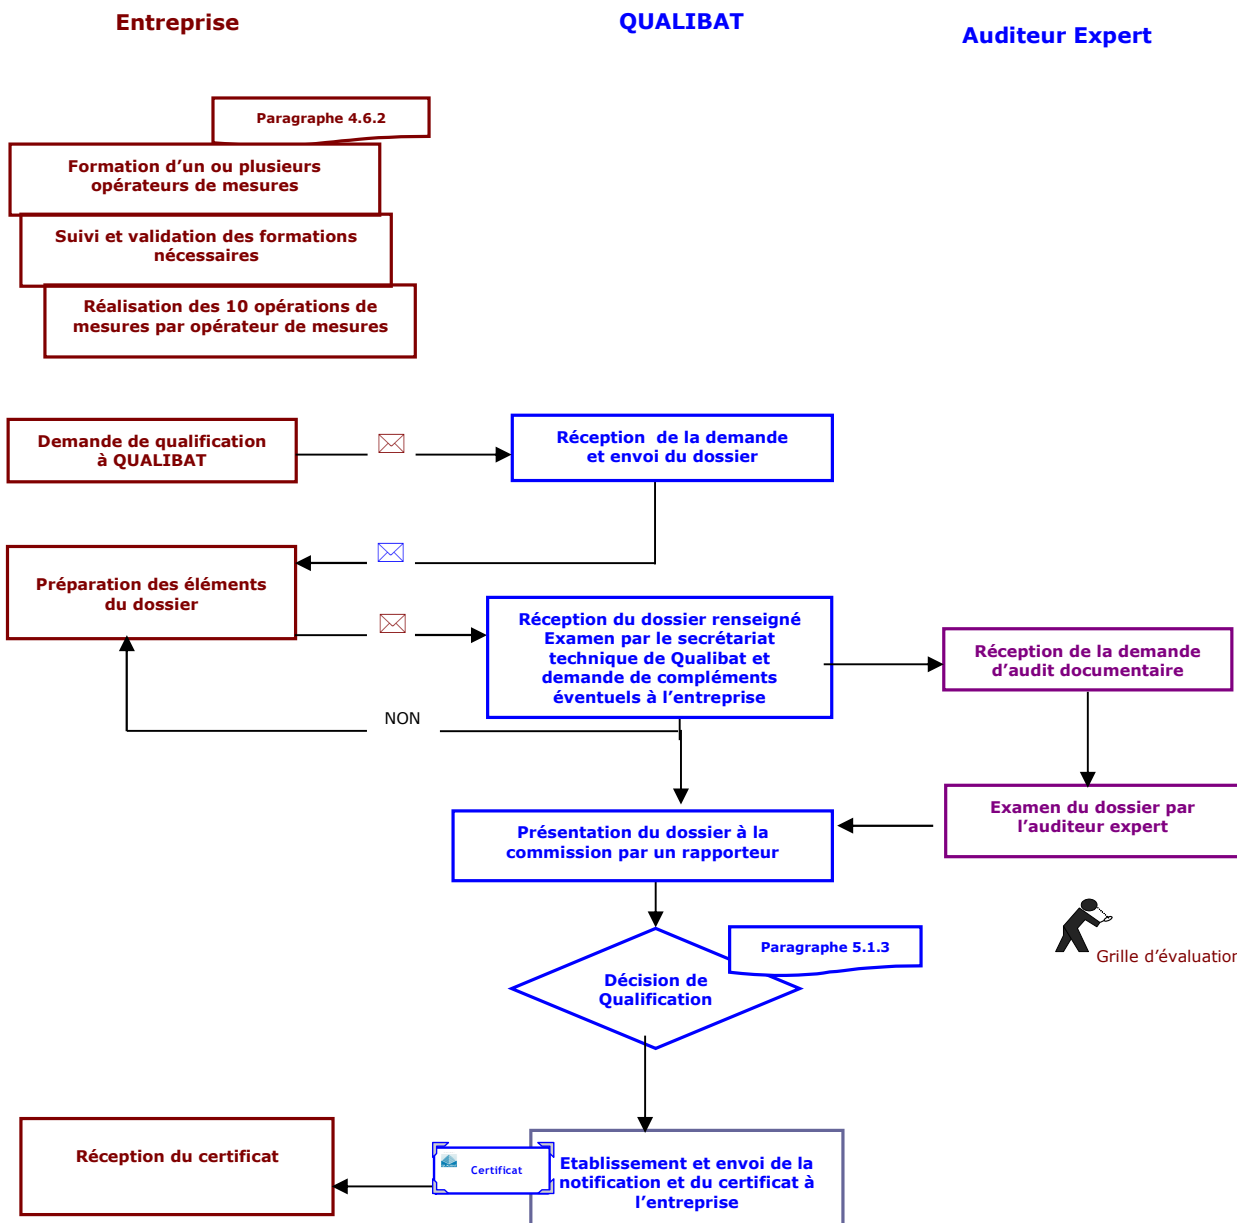 Entreprise
QUALIBAT
Auditeur Expert
Paragraphe 4.6.2
Formation d'un ou plusieurs
opérateurs de mesures
Suivi et validation des formations
nécessaires
Réalisation des 10 opérations de
mesures par opérateur de mesures
Demande de qualification
à QUALIBAT
Réception de la demande
et envoi du dossier
Préparation des éléments
du dossier
Réception du dossier renseigné
Examen par le secrétariat
technique de Qualibat et
demande de compléments
éventuels à l'entreprise
Réception de la demande
d'audit documentaire
NON
Présentation du dossier à la
commission par un rapporteur
Examen du dossier par
l'auditeur expert
Grille d'évaluation
Paragraphe 5.1.3
Décision de
Qualification
Réception du certificat
Certificat
Etablissement et envoi de la
notification et du certificat à
l'entreprise